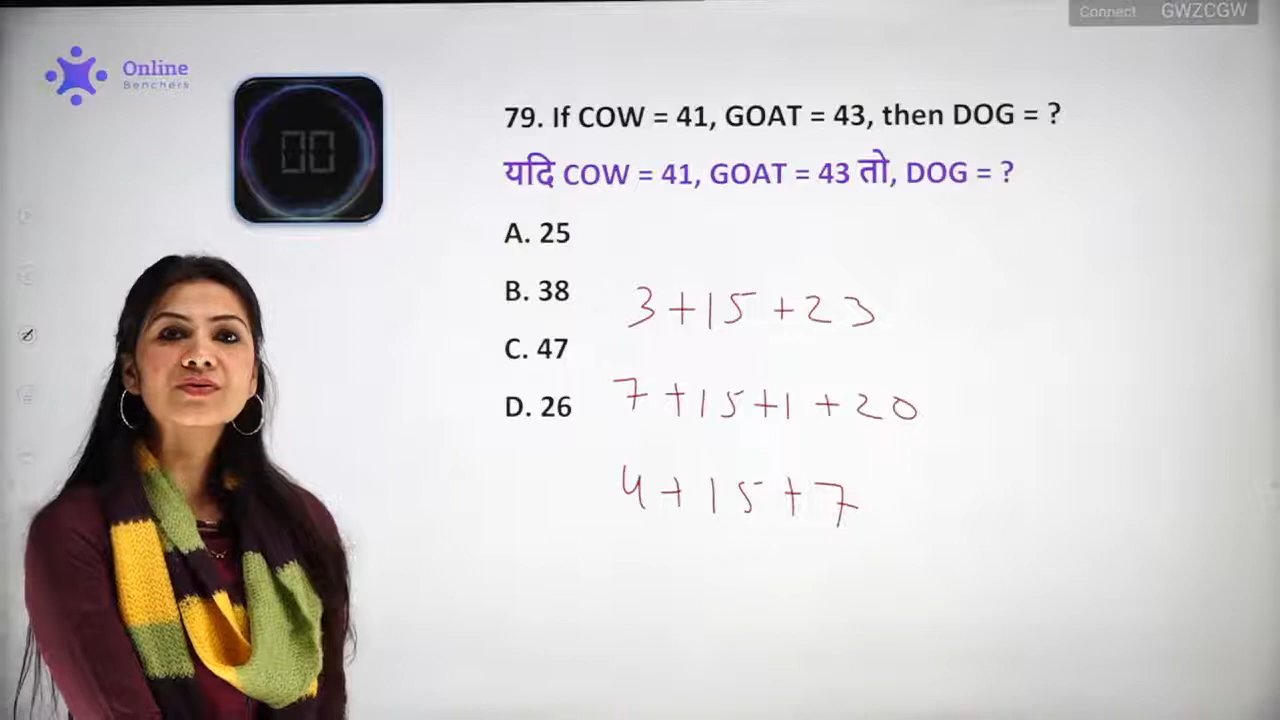 Connect GWZCGW
Online
Benchers
00
79. If COW = 41, GOAT = 43, then DOG = ?
यदि COW = 41, GOAT = 43 तो, DOG = ?
A. 25
B. 38
C. 47
D. 26
3+15+23
7+15+1+20
4+15+7